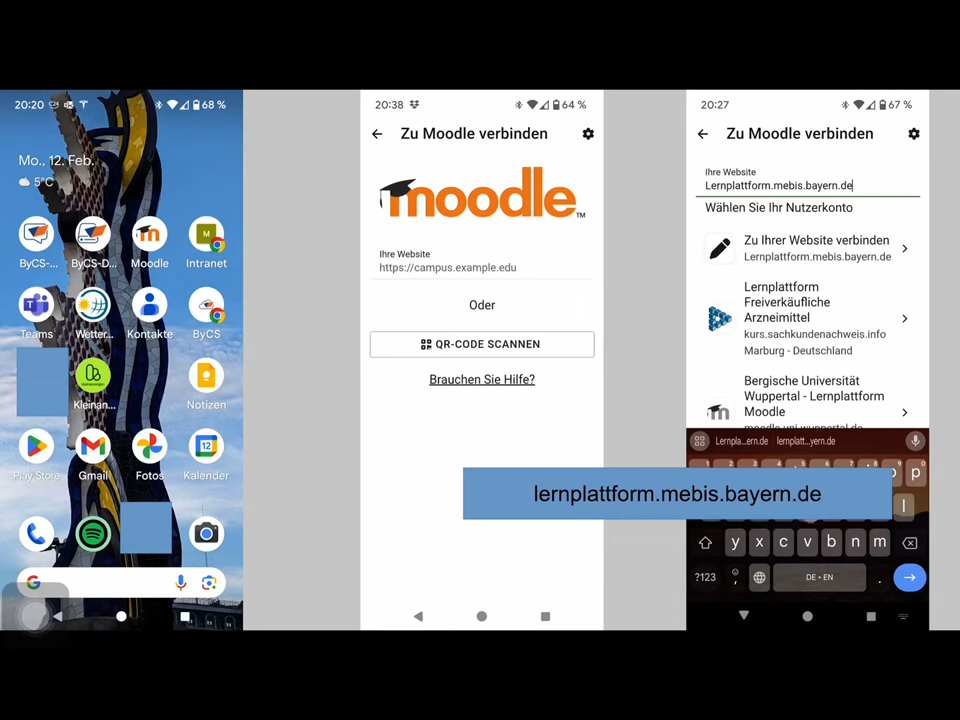 20:20
68 %
Mo., 12. Feb.
5°C
ByCS-...
ByCS-D...
Moodle
Intranet
Teams
Wetter...
Kontakte
ByCS
Kleinan...
Notizen
Play Store
Gmail
Fotos
Kalender
20:38
64 %
Zu Moodle verbinden
moodle™
Ihre Website
https://campus.example.edu
Oder
QR-CODE SCANNEN
Brauchen Sie Hilfe?
20:27
67 %
Zu Moodle verbinden
Ihre Website
Lernplattform.mebis.bayern.de
Wählen Sie Ihr Nutzerkonto
Zu Ihrer Website verbinden
Lernplattform.mebis.bayern.de
Lernplattform
Freiverkäufliche
Arzneimittel
kurs.sachkundenachweis.info
Marburg - Deutschland
Bergische Universität
Wuppertal - Lernplattform
Moodle
moodle.uni-wuppertal.de
Lernpla...ern.de
lernplatt...yern.de
p
lernplattform.mebis.bayern.de
l
y x c v b n m
?123 , DE • EN .